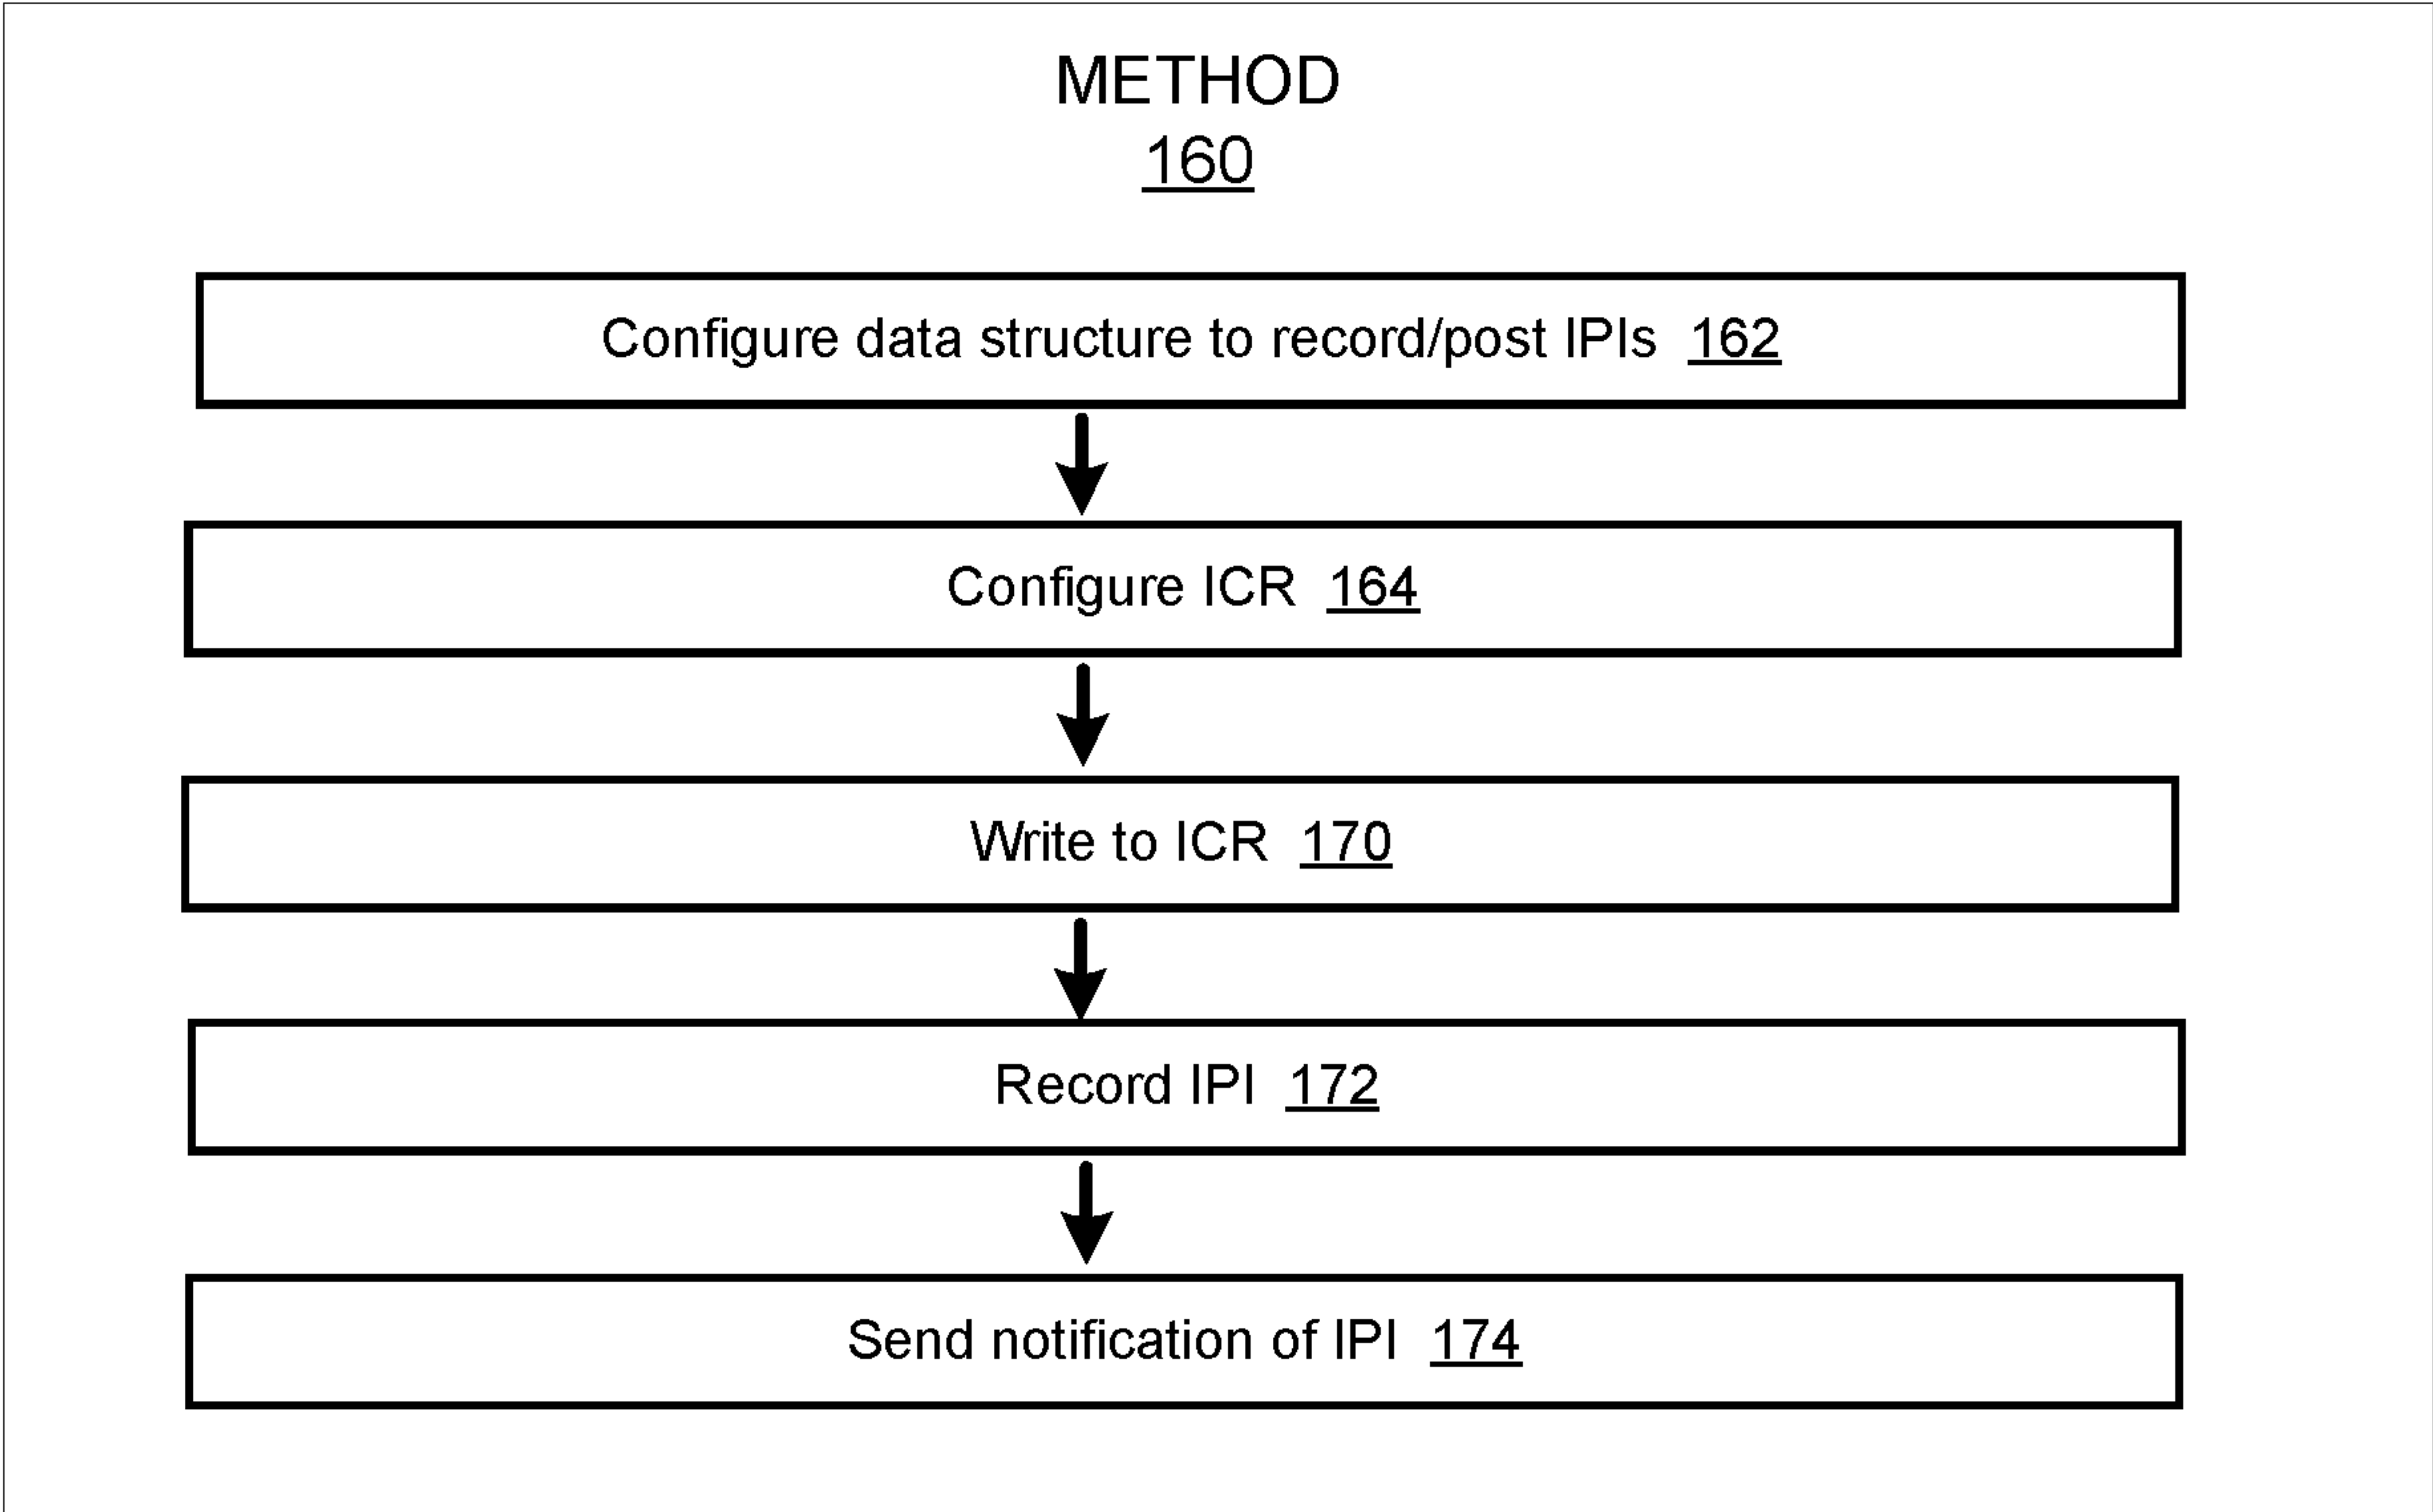 METHOD
160
Configure data structure to record/post IPIs 162
Configure ICR 164
Write to ICR 170
Record IPI 172
Send notification of IPI 174